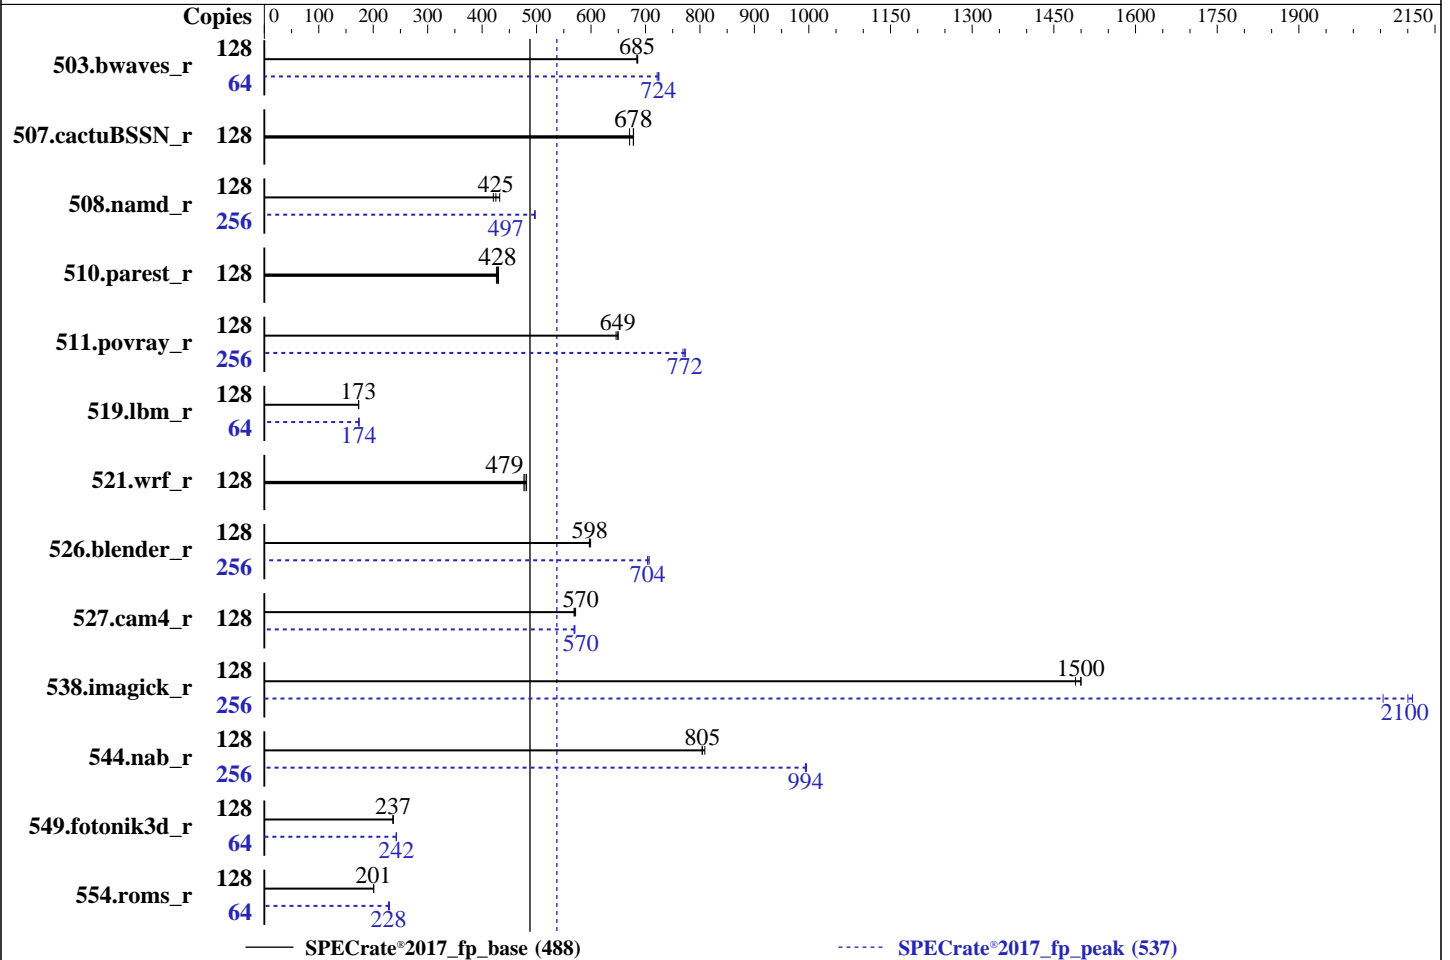 Copies 0 100 200 300 400 500 600 700 800 900 1000 1150 1300 1450 1600 1750 1900 2150
503.bwaves_r 128 685
64 724
507.cactuBSSN_r 128 678
508.namd_r 128 425
256 497
510.parest_r 128 428
511.povray_r 128 649
256 772
519.lbm_r 128 173
64 174
521.wrf_r 128 479
526.blender_r 128 598
256 704
527.cam4_r 128 570
570
538.imagick_r 128 1500
256 2100
544.nab_r 128 805
256 994
549.fotonik3d_r 128 237
64 242
554.roms_r 128 201
64 228
SPECrate®2017_fp_base (488) SPECrate®2017_fp_peak (537)